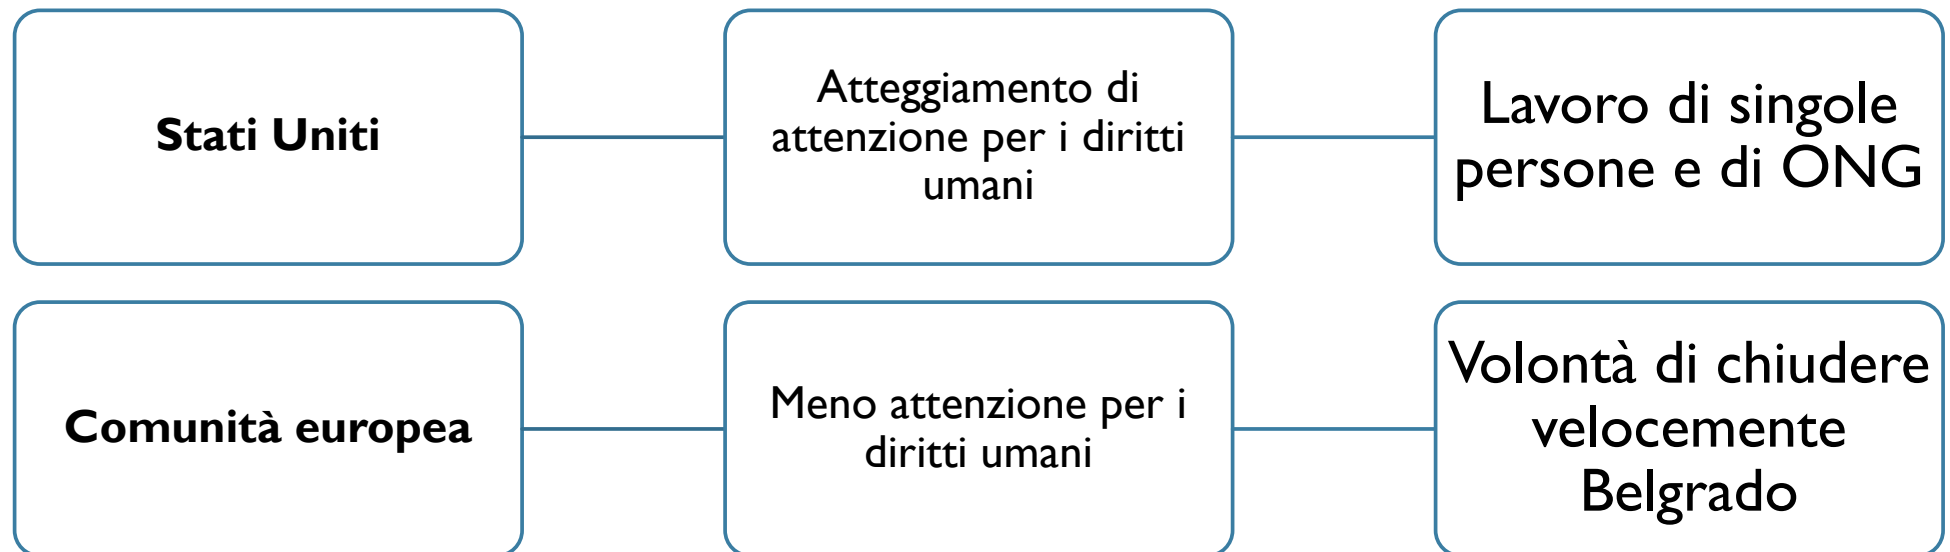 Stati Uniti
Atteggiamento di
attenzione per i diritti
umani
Lavoro di singole
persone e di ONG
Comunità europea
Meno attenzione per i
diritti umani
Volontà di chiudere
velocemente
Belgrado